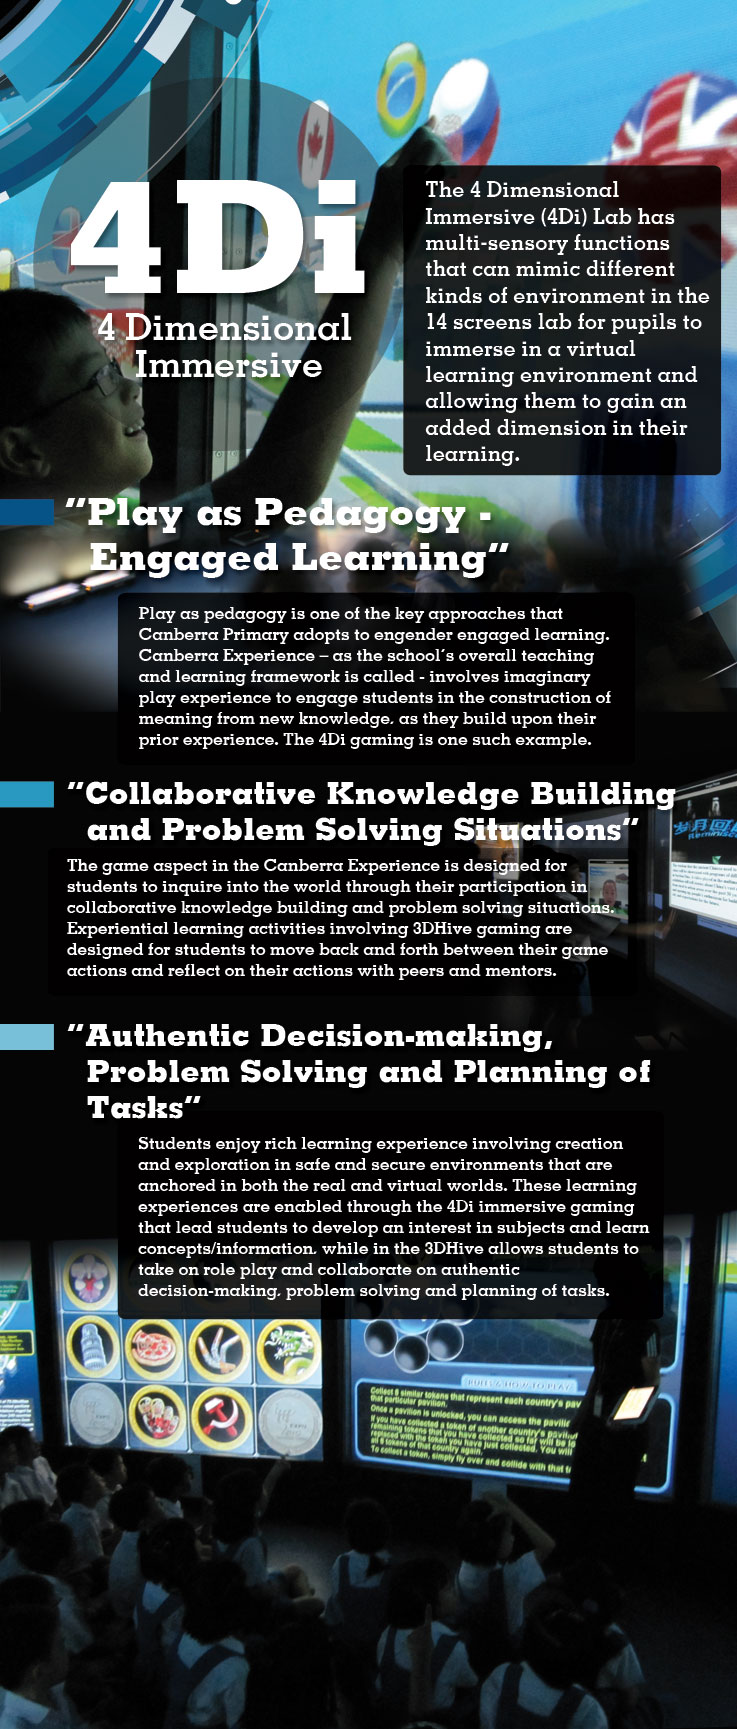 4Di
4 Dimensional
Immersive
The 4 Dimensional
Immersive (4Di) Lab has
multi-sensory functions
that can mimic different
kinds of environment in the
14 screens lab for pupils to
immerse in a virtual
learning environment and
allowing them to gain an
added dimension in their
learning.
"Play as Pedagogy -
Engaged Learning"
Play as pedagogy is one of the key approaches that
Canberra Primary adopts to engender engaged learning.
Canberra Experience – as the school´s overall teaching
and learning framework is called - involves imaginary
play experience to engage students in the construction of
meaning from new knowledge, as they build upon their
prior experience. The 4Di gaming is one such example.
"Collaborative Knowledge Building
and Problem Solving Situations"
The game aspect in the Canberra Experience is designed for
students to inquire into the world through their participation in
collaborative knowledge building and problem solving situations.
Experiential learning activities involving 3DHive gaming are
designed for students to move back and forth between their game
actions and reflect on their actions with peers and mentors.
"Authentic Decision-making,
Problem Solving and Planning of
Tasks"
Students enjoy rich learning experience involving creation
and exploration in safe and secure environments that are
anchored in both the real and virtual worlds. These learning
experiences are enabled through the 4Di immersive gaming
that lead students to develop an interest in subjects and learn
concepts/information, while in the 3DHive allows students to
take on role play and collaborate on authentic
decision-making, problem solving and planning of tasks.
RULES & HOW TO PLAY
Collect 8 similar tokens that represent each country's
that particular pavilion.
Once a pavilion is unlocked, you can access the
If you have collected a token of another country's
remaining tokens that you have collected so far will be
replaced with the token you have just collected. You will
all 8 tokens of that country again.
To collect a token, simply fly over and collide with that